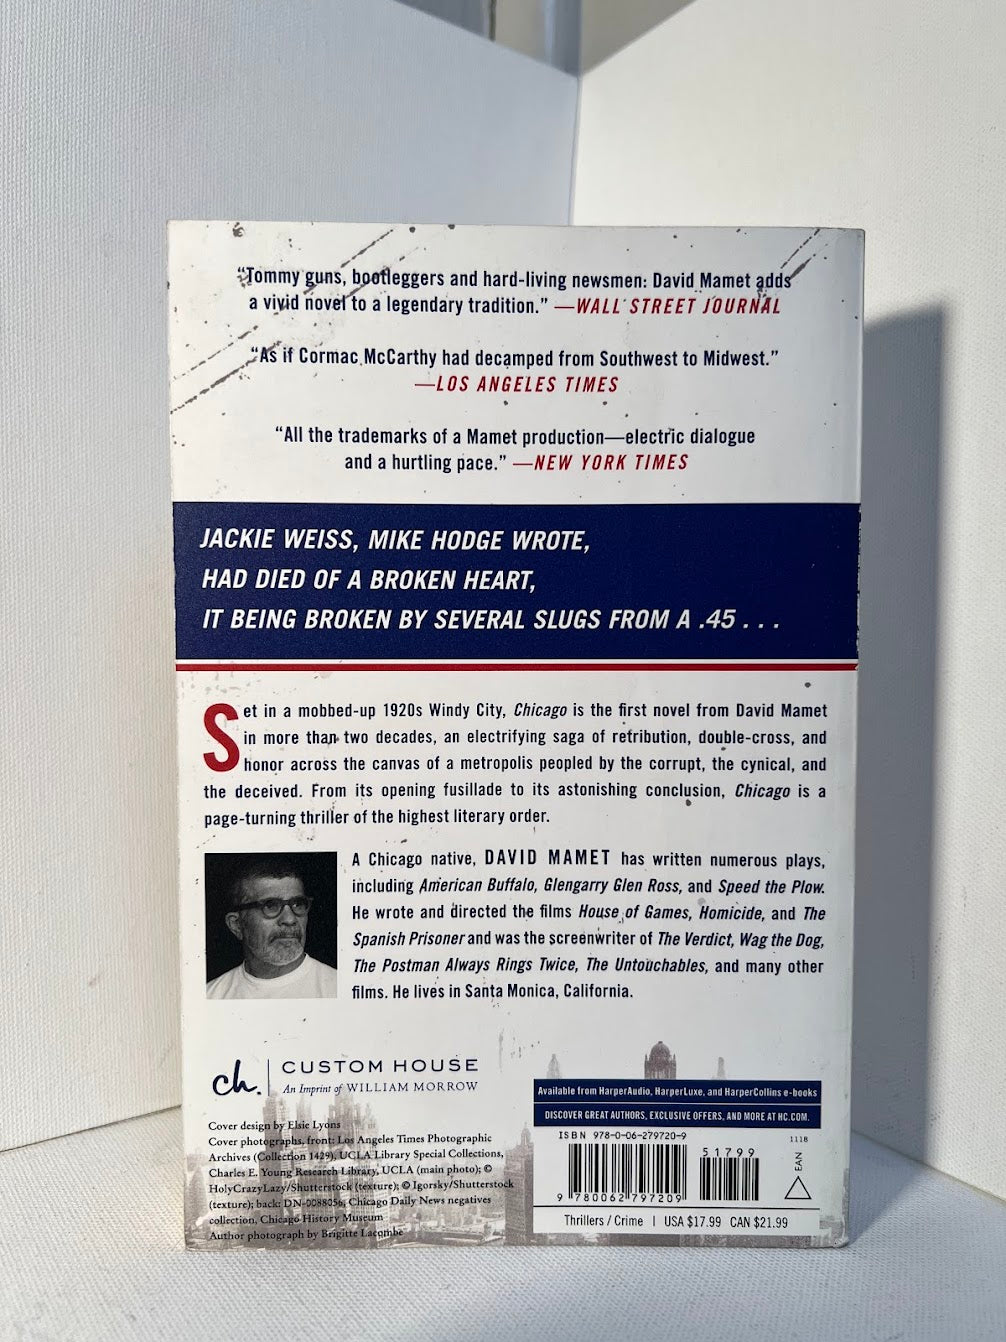 “Tommy guns, bootleggers and hard-living newsmen: David Mamet adds
a vivid novel to a legendary tradition.” —WALL STREET JOURNAL
“As if Cormac McCarthy had decamped from Southwest to Midwest.”
—LOS ANGELES TIMES
“All the trademarks of a Mamet production—electric dialogue
and a hurtling pace.” —NEW YORK TIMES
JACKIE WEISS, MIKE HODGE WROTE,
HAD DIED OF A BROKEN HEART,
IT BEING BROKEN BY SEVERAL SLUGS FROM A .45 . . .
Set in a mobbed-up 1920s Windy City, Chicago is the first novel from David Mamet
in more than two decades, an electrifying saga of retribution, double-cross, and
honor across the canvas of a metropolis peopled by the corrupt, the cynical, and
the deceived. From its opening fusillade to its astonishing conclusion, Chicago is a
page-turning thriller of the highest literary order.
A Chicago native, DAVID MAMET has written numerous plays,
including American Buffalo, Glengarry Glen Ross, and Speed the Plow.
He wrote and directed the films House of Games, Homicide, and The
Spanish Prisoner and was the screenwriter of The Verdict, Wag the Dog,
The Postman Always Rings Twice, The Untouchables, and many other
films. He lives in Santa Monica, California.
ch. CUSTOM HOUSE
An Imprint of WILLIAM MORROW
Cover design by Elsie Lyons
Cover photographs, front: Los Angeles Times Photographic
Archives (Collection 1429), UCLA Library Special Collections,
Charles E. Young Research Library, UCLA (main photo); ©
HolyCrazyLazy/Shutterstock (texture); © Igorsky/Shutterstock
(texture); back: DN-0088056, Chicago Daily News negatives
collection, Chicago History Museum
Author photograph by Brigitte Lacombe
Available from HarperAudio, HarperLuxe, and HarperCollins e-books
DISCOVER GREAT AUTHORS, EXCLUSIVE OFFERS, AND MORE AT HC.COM.
ISBN 978-0-06-279720-9
1118
51799
EAN
9 780062 797209
Thrillers / Crime | USA $17.99 CAN $21.99